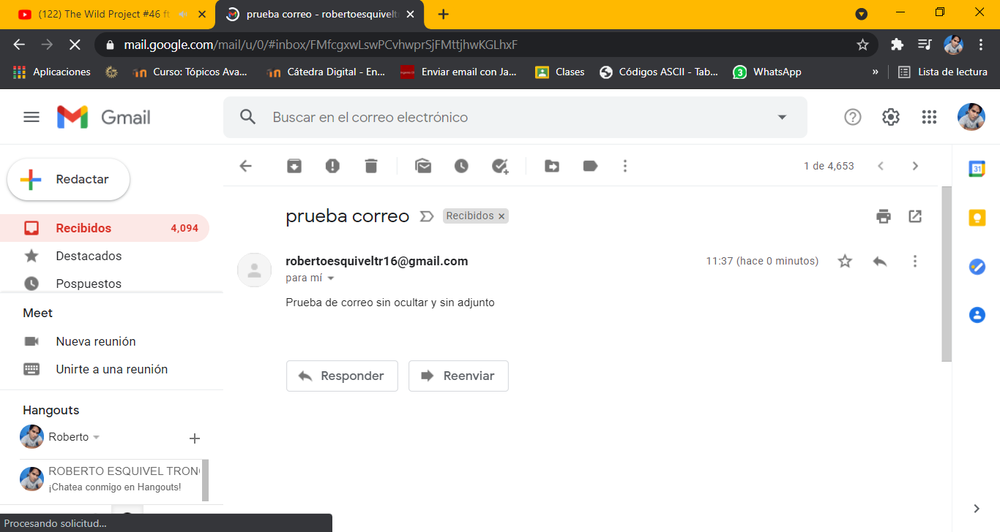 (122) The Wild Project #46 ft
prueba correo - robertoesquiveltr
mail.google.com/mail/u/0/#inbox/FMfcgxwLswPCvhwprSjFMttjhwKGLhxF
Aplicaciones
Curso: Tópicos Ava...
Cátedra Digital - En...
Enviar email con Ja...
Clases
Códigos ASCII - Tab...
3
WhatsApp
»
Lista de lectura
Gmail
Buscar en el correo electrónico
Redactar
1 de 4,653
31
prueba correo
Recibidos x
Recibidos 4,094
Destacados
Pospuestos
robertoesquiveltr16@gmail.com
11:37 (hace 0 minutos)
para mí
Prueba de correo sin ocultar y sin adjunto
Responder
Reenviar
Meet
Nueva reunión
Unirte a una reunión
Hangouts
Roberto
ROBERTO ESQUIVEL TRON
¡Chatea conmigo en Hangouts!
Procesando solicitud...